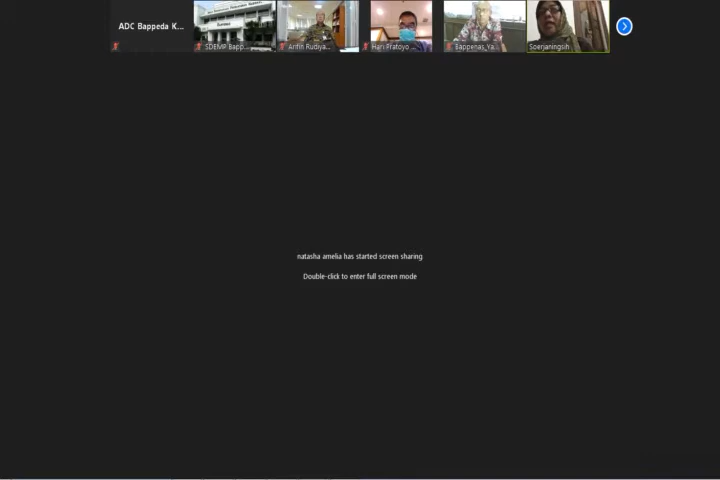 ADC Bappeda K...
SDEMP Bapp...
Arifin Rudiya...
Hari Pratoyo ...
Bappenas_Ya...
Soerjaningsih
natasha amelia has started screen sharing
Double-click to enter full screen mode